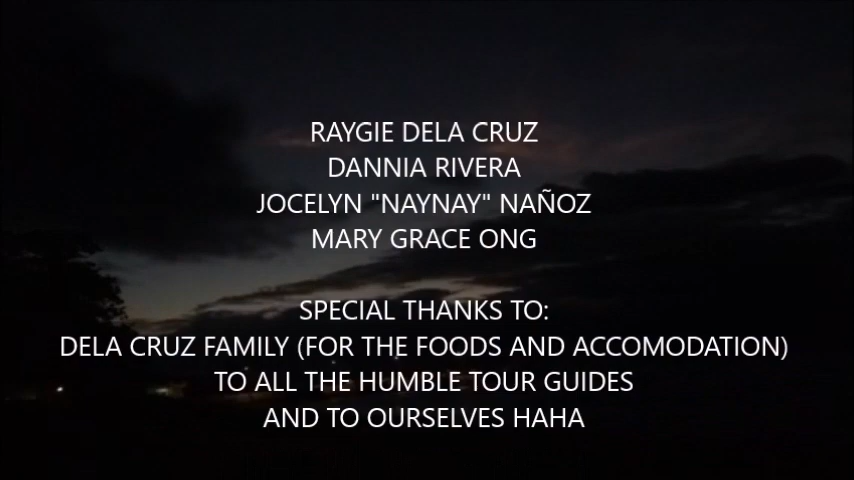 RAYGIE DELA CRUZ
DANNIA RIVERA
JOCELYN "NAYNAY" NAÑOZ
MARY GRACE ONG
SPECIAL THANKS TO:
DELA CRUZ FAMILY (FOR THE FOODS AND ACCOMODATION)
TO ALL THE HUMBLE TOUR GUIDES
AND TO OURSELVES HAHA